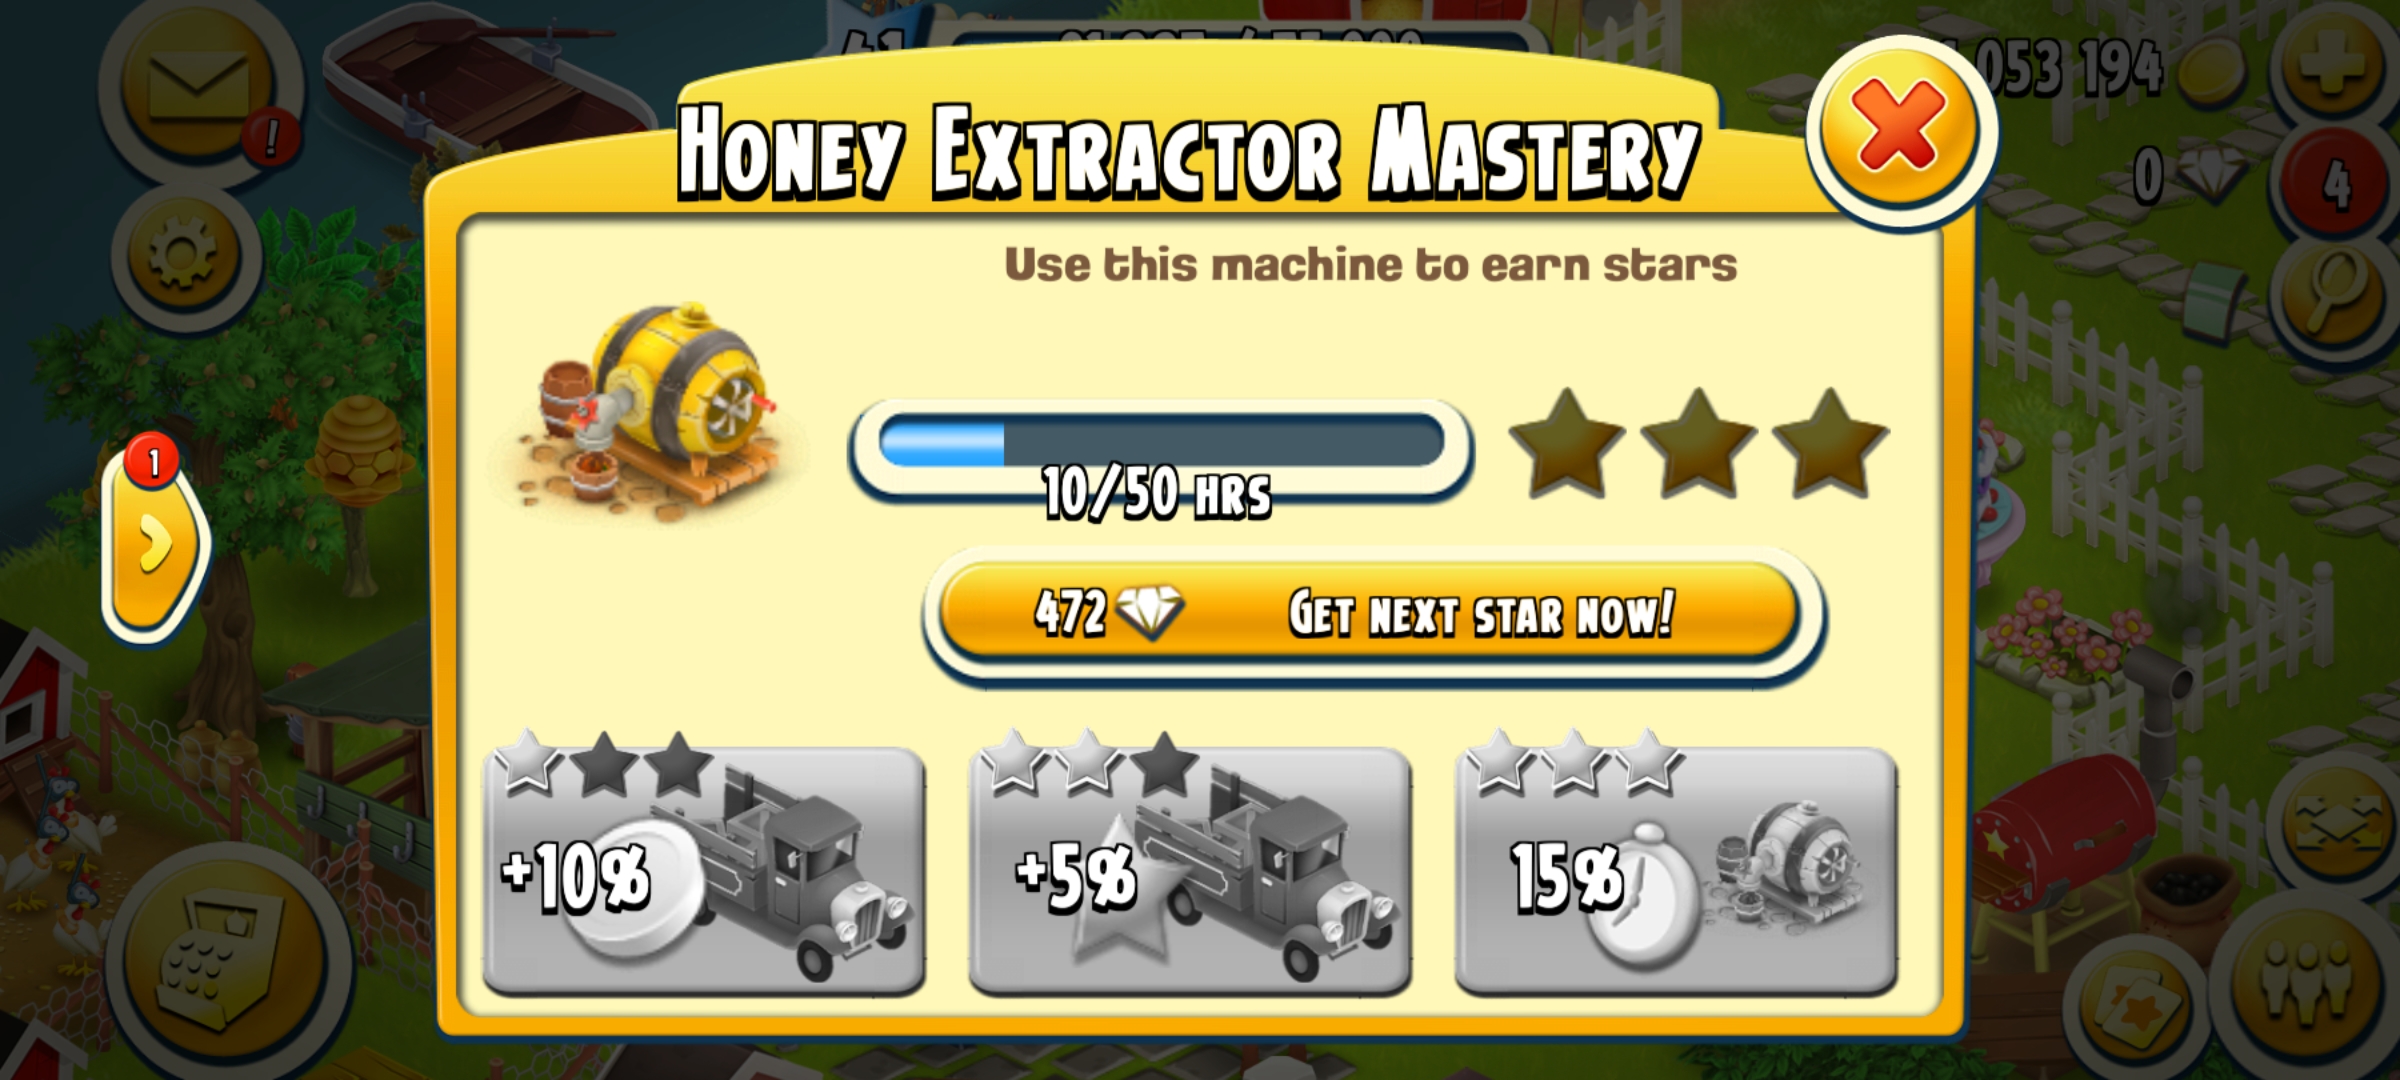 053 194
HONEY EXTRACTOR MASTERY
!
0
4
Use this machine to earn stars
1
10/50 HRS
472 GET NEXT STAR NOW!
+10%
+5%
15%